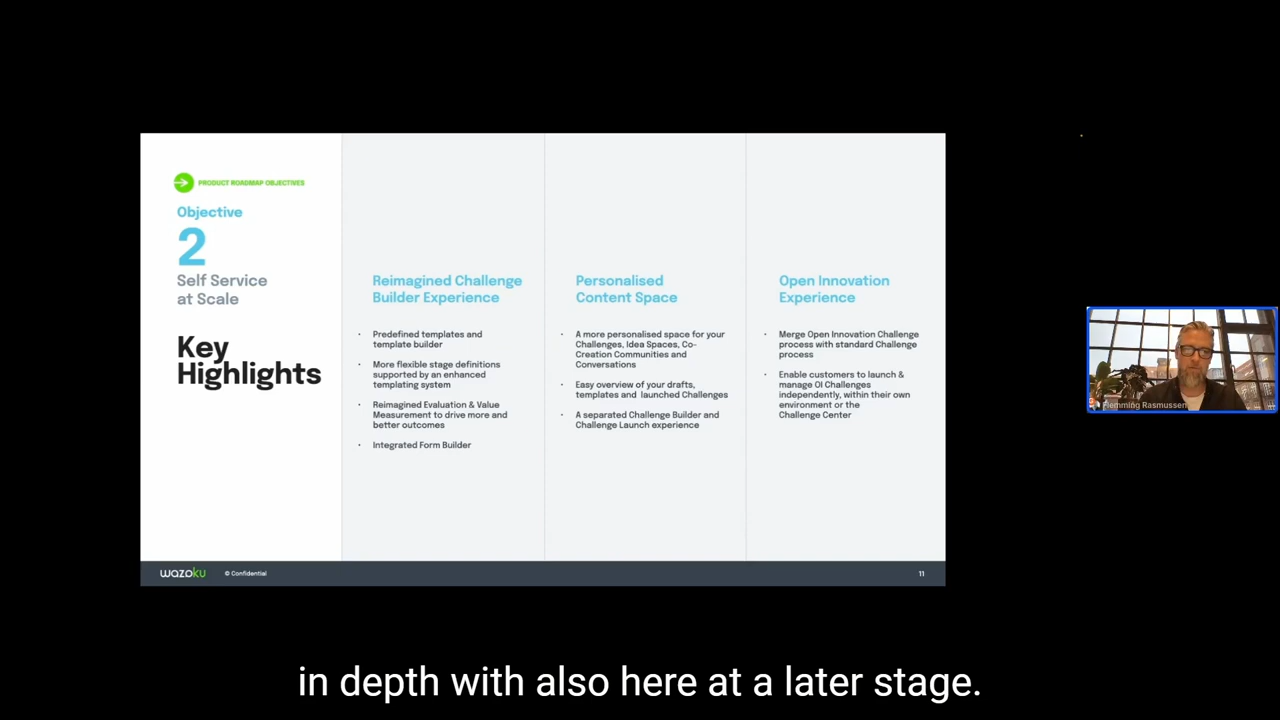 PRODUCT ROADMAP OBJECTIVES
Objective
2
Self Service
at Scale
Key
Highlights
Reimagined Challenge
Builder Experience
• Predefined templates and
template builder
• More flexible stage definitions
supported by an enhanced
templating system
• Reimagined Evaluation & Value
Measurement to drive more and
better outcomes
• Integrated Form Builder
Personalised
Content Space
• A more personalised space for your
Challenges, Idea Spaces, Co-
Creation Communities and
Conversations
• Easy overview of your drafts,
templates and launched Challenges
• A separated Challenge Builder and
Challenge Launch experience
Open Innovation
Experience
• Merge Open Innovation Challenge
process with standard Challenge
process
• Enable customers to launch &
manage OI Challenges
independently, within their own
environment or the
Challenge Center
wazoku
© Confidential
11
Flemming Rasmussen
in depth with also here at a later stage.